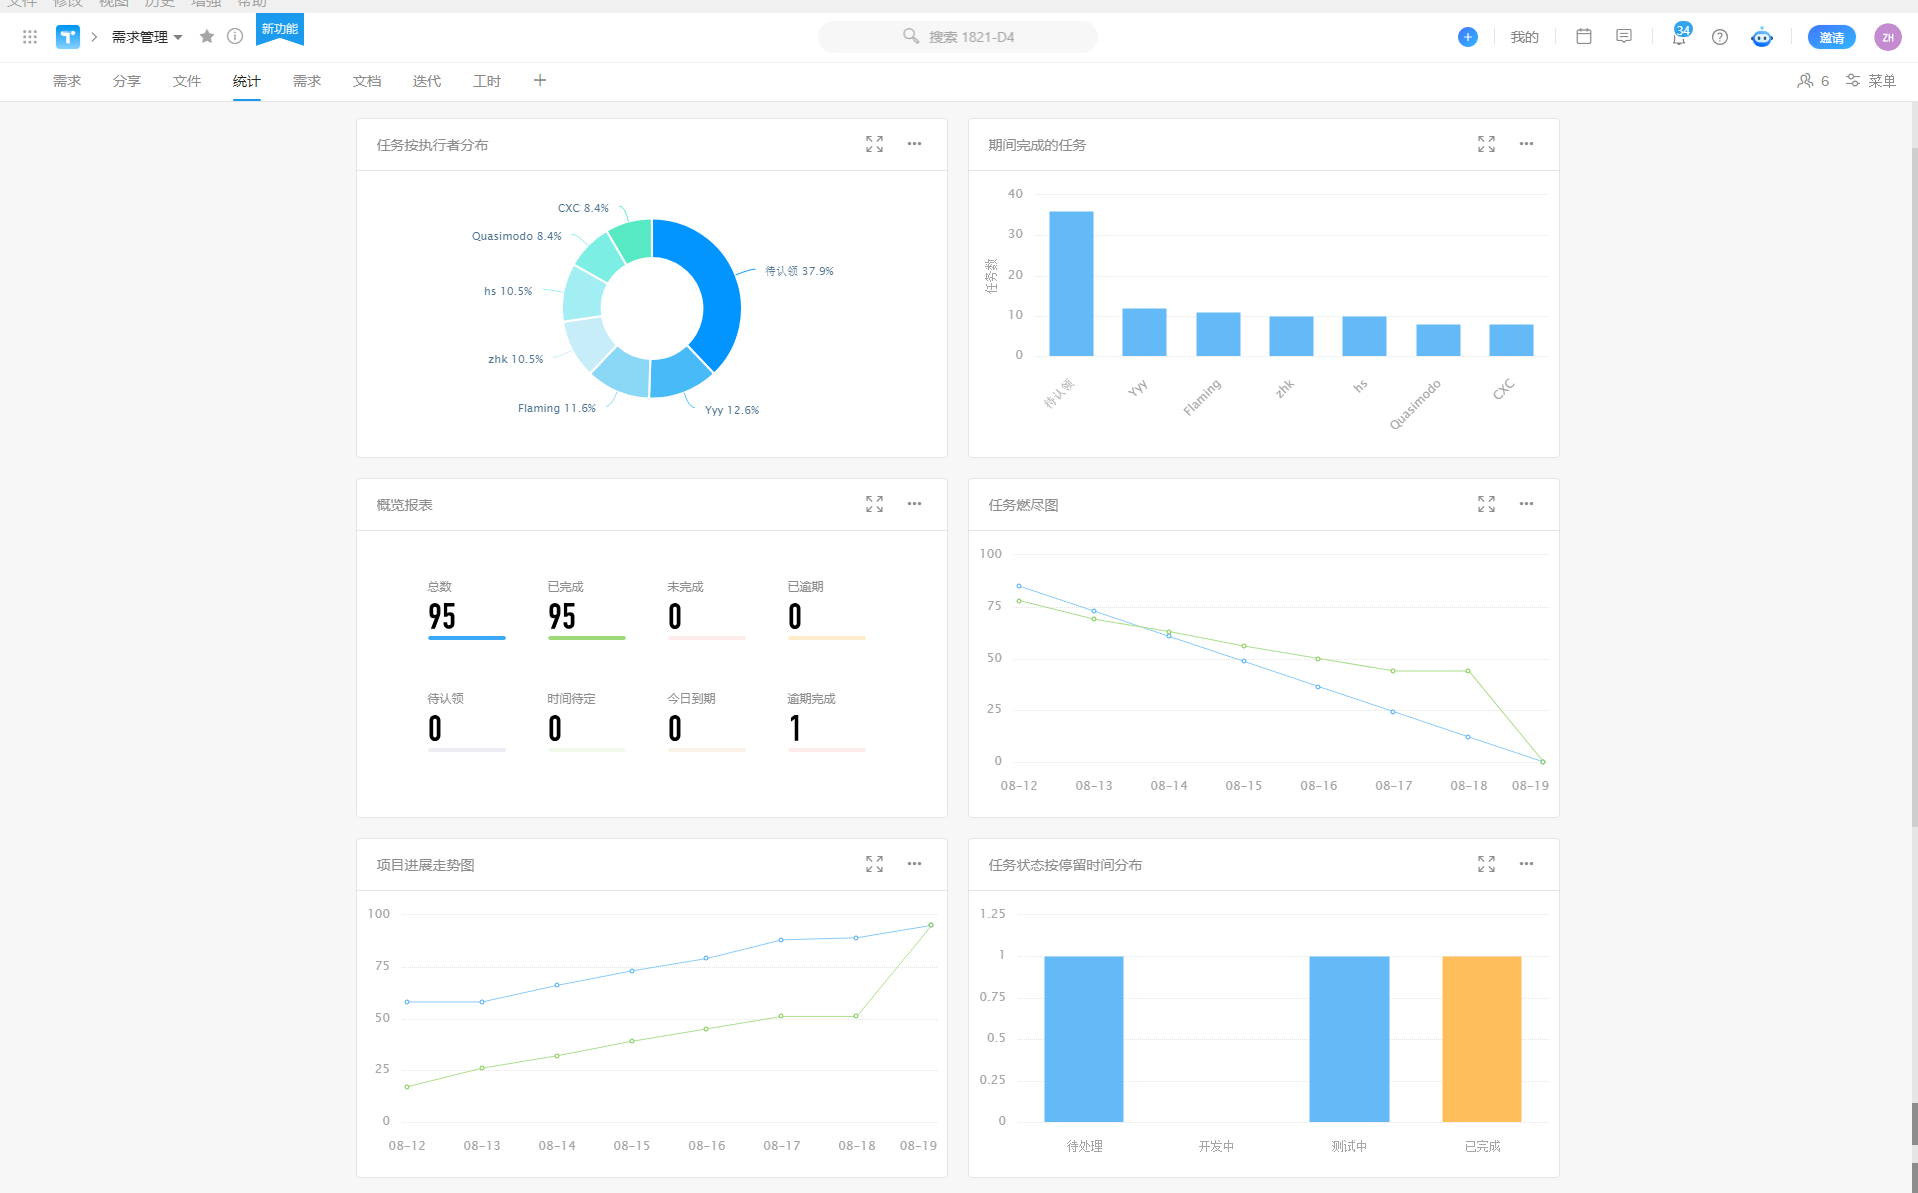 文件 修改 视图 历史 增强 帮助
需求管理
新功能
搜索 1821-D4
我的
34
邀请
ZH
需求 分享 文件 统计 需求 文档 迭代 工时
6 菜单
任务按执行者分布
CXC 8.4%
Quasimodo 8.4%
待认领 37.9%
hs 10.5%
zhk 10.5%
Flaming 11.6%
Yyy 12.6%
期间完成的任务
任务数
40
30
20
10
0
待认领 Yyy Flaming zhk hs Quasimodo CXC
概览报表
总数 已完成 未完成 已逾期
95 95 0 0
待认领 时间待定 今日到期 逾期完成
0 0 0 1
任务燃尽图
100
75
50
25
0
08-12 08-13 08-14 08-15 08-16 08-17 08-18 08-19
项目进展走势图
100
75
50
25
0
08-12 08-13 08-14 08-15 08-16 08-17 08-18 08-19
任务状态按停留时间分布
1.25
1
0.75
0.5
0.25
0
待处理 开发中 测试中 已完成